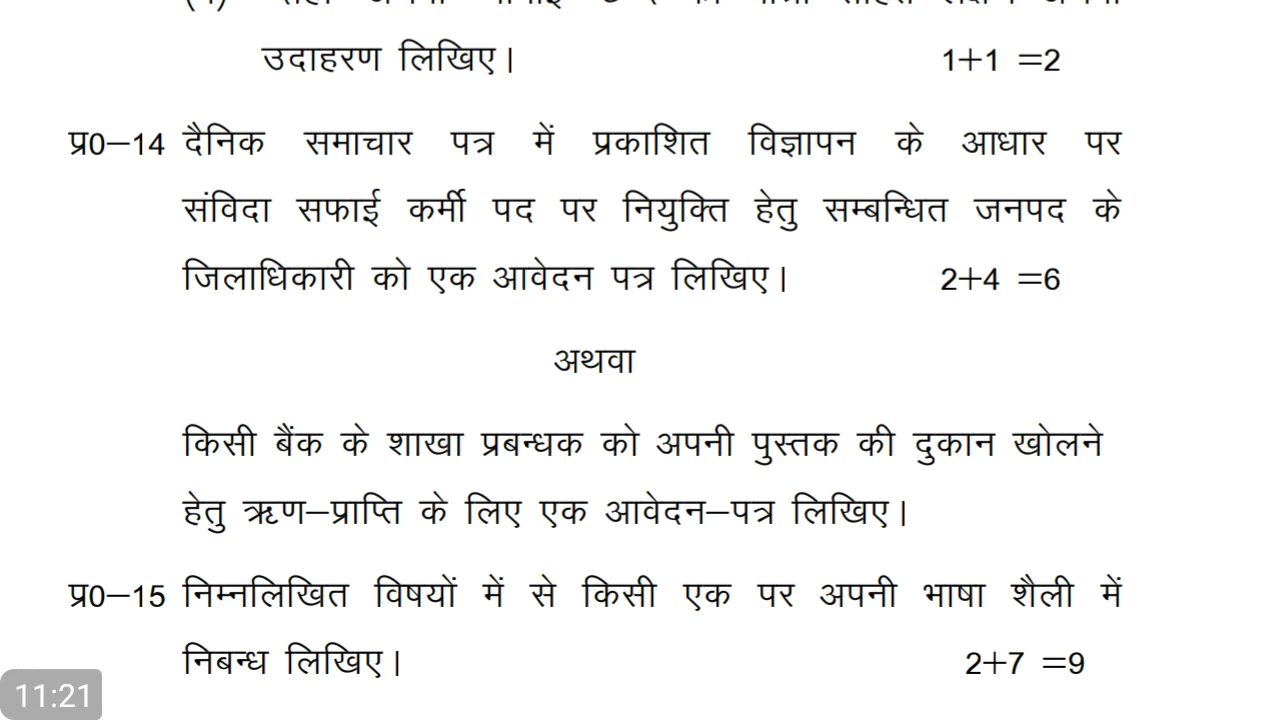 उदाहरण लिखिए। 1+1 =2
प्र0–14 दैनिक समाचार पत्र में प्रकाशित विज्ञापन के आधार पर
संविदा सफाई कर्मी पद पर नियुक्ति हेतु सम्बन्धित जनपद के
जिलाधिकारी को एक आवेदन पत्र लिखिए। 2+4 =6
अथवा
किसी बैंक के शाखा प्रबन्धक को अपनी पुस्तक की दुकान खोलने
हेतु ऋण–प्राप्ति के लिए एक आवेदन–पत्र लिखिए।
प्र0–15 निम्नलिखित विषयों में से किसी एक पर अपनी भाषा शैली में
निबन्ध लिखिए। 2+7 =9
11:21